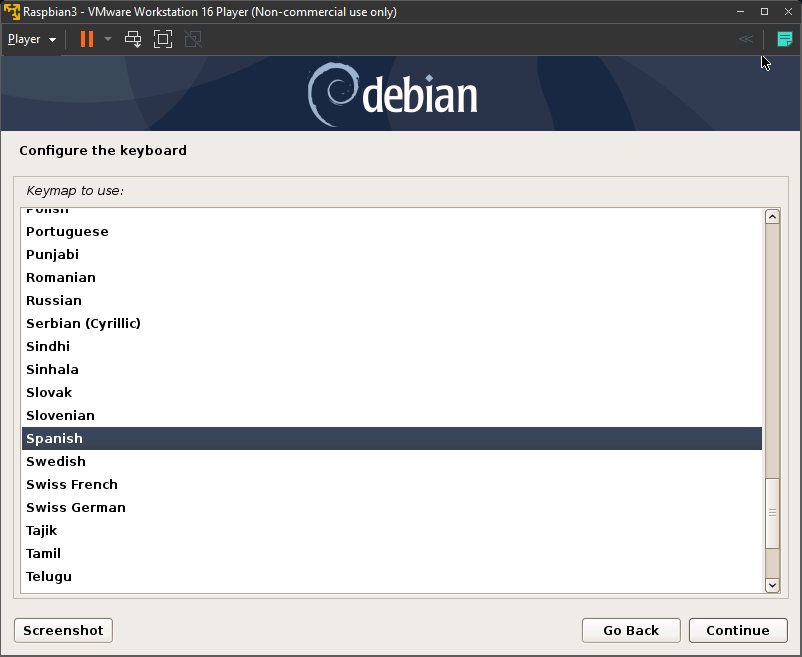 Raspbian3 - VMware Workstation 16 Player (Non-commercial use only)
Player
debian
Configure the keyboard
Keymap to use:
Polish
Portuguese
Punjabi
Romanian
Russian
Serbian (Cyrillic)
Sindhi
Sinhala
Slovak
Slovenian
Spanish
Swedish
Swiss French
Swiss German
Tajik
Tamil
Telugu
Screenshot
Go Back
Continue